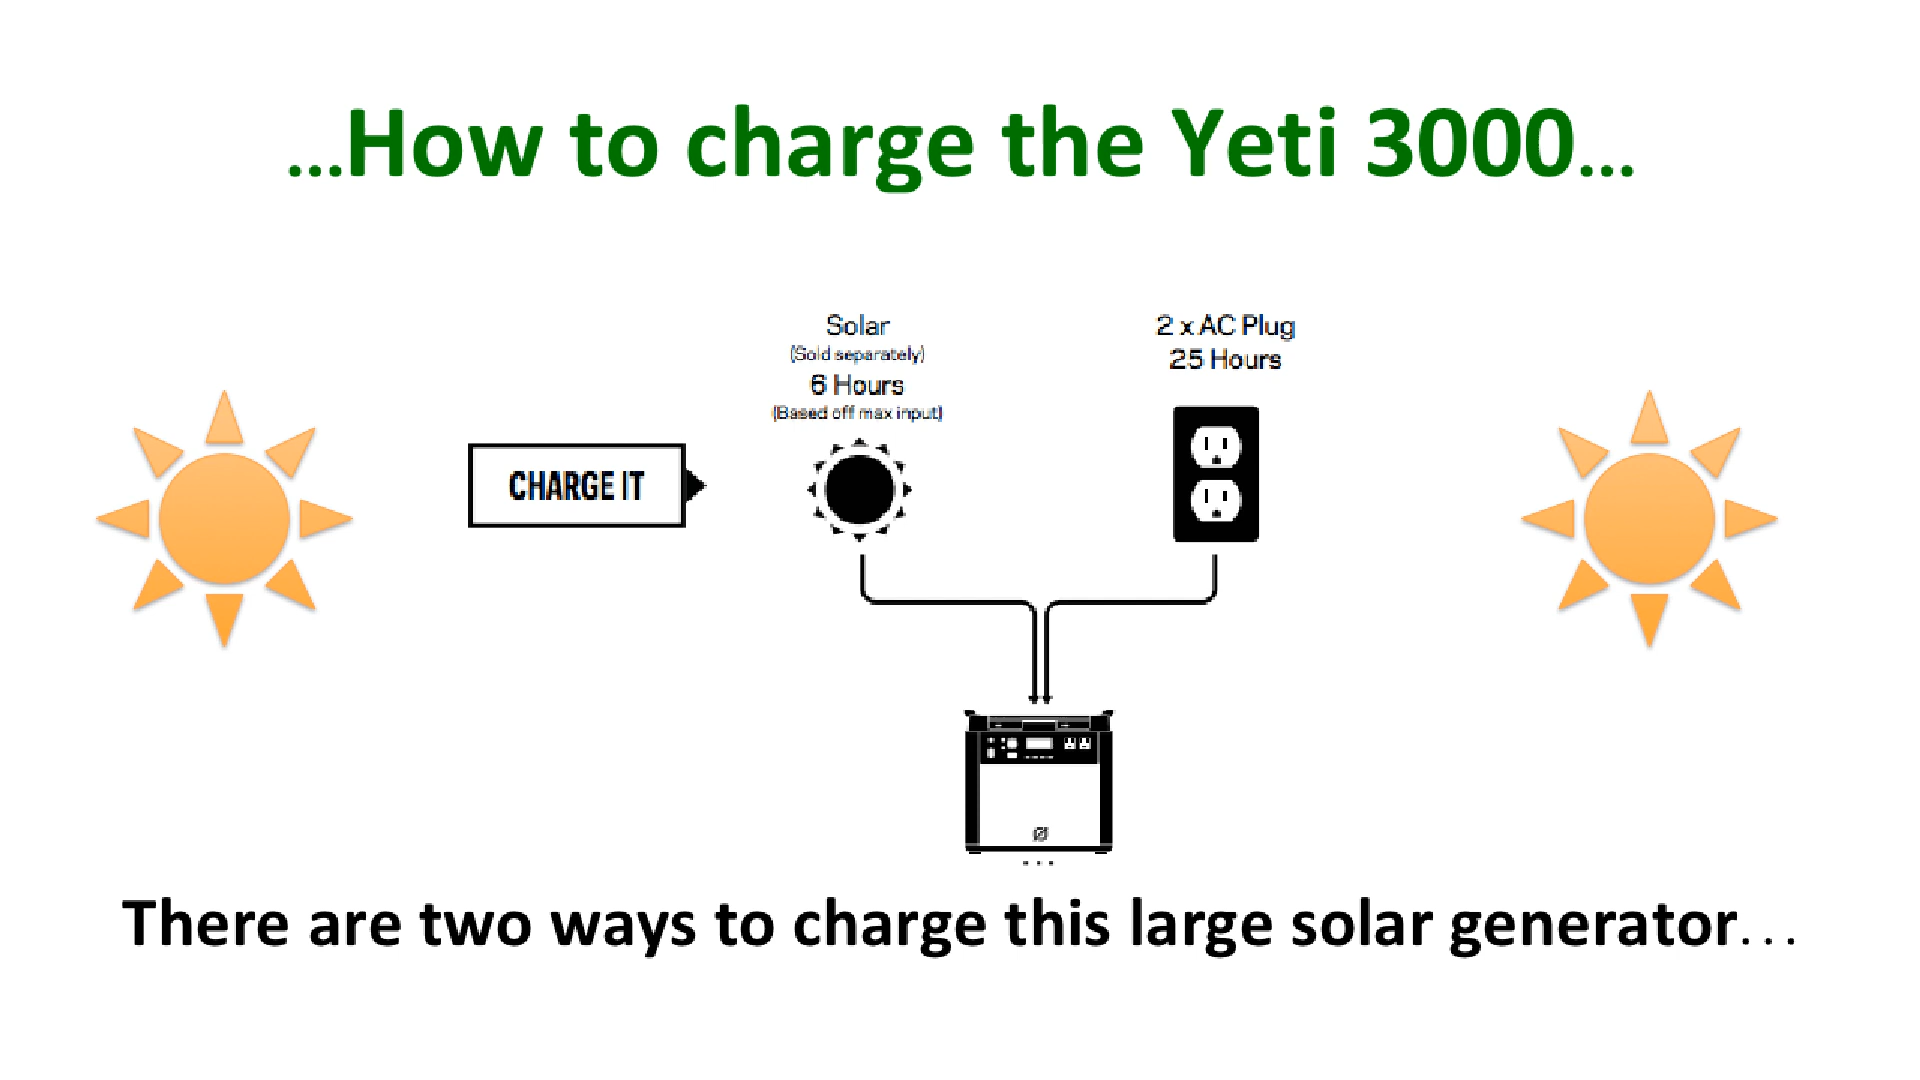 ...How to charge the Yeti 3000...
Solar
(Sold separately)
6 Hours
(Based off max input)
2 x AC Plug
25 Hours
CHARGE IT
There are two ways to charge this large solar generator...